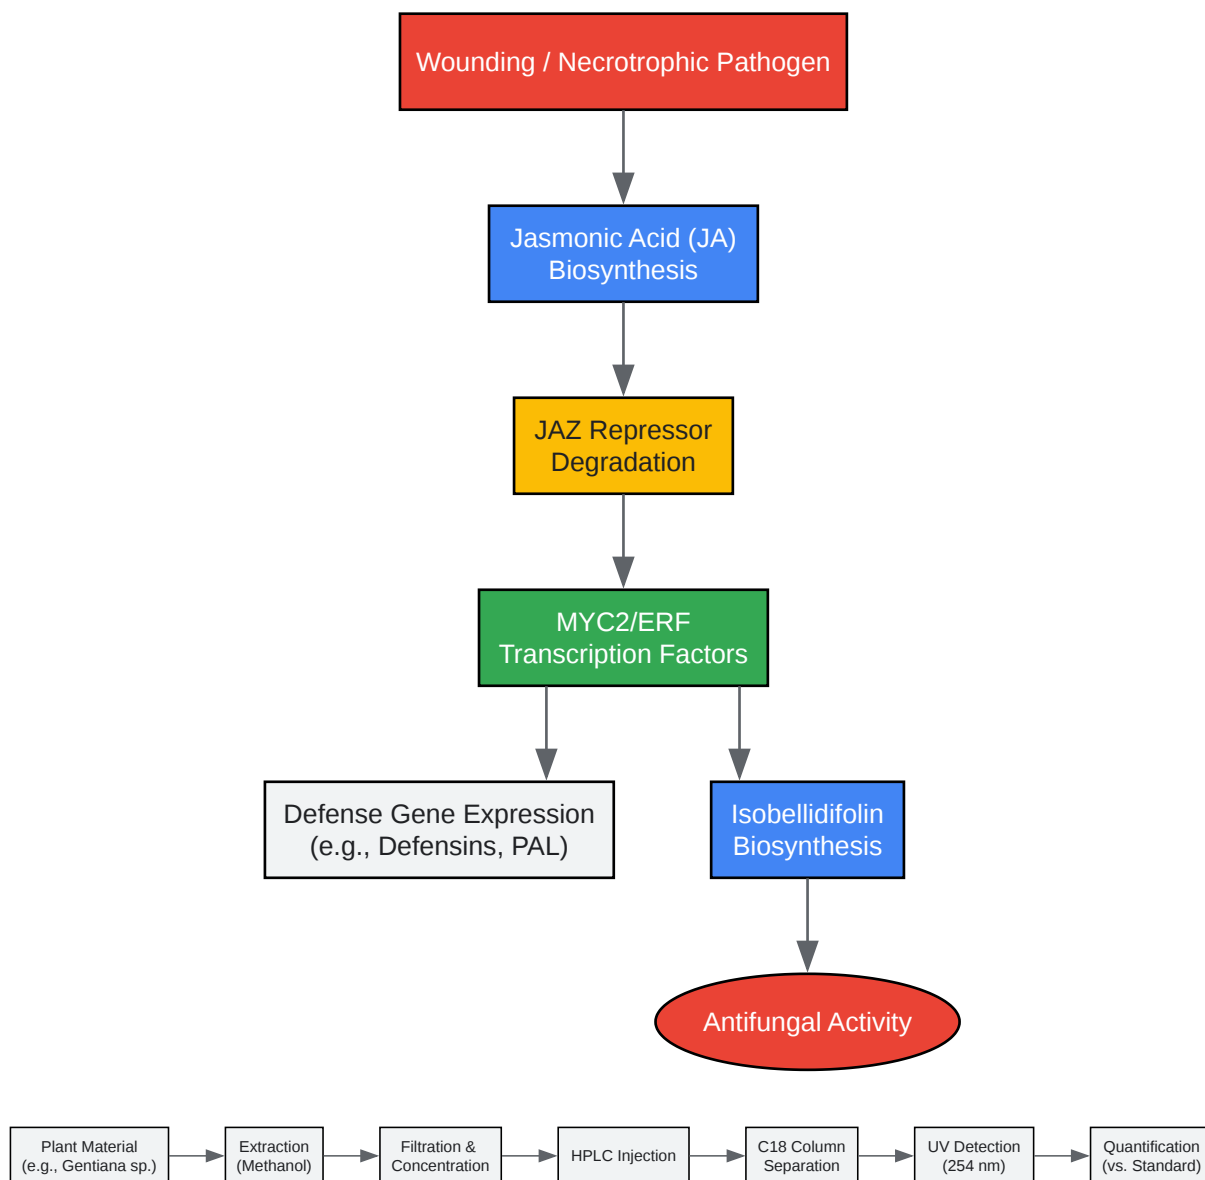 Wounding / Necrotrophic Pathogen
Jasmonic Acid (JA)
Biosynthesis
JAZ Repressor
Degradation
MYC2/ERF
Transcription Factors
Defense Gene Expression
(e.g., Defensins, PAL)
Isobellidifolin
Biosynthesis
Antifungal Activity
Plant Material
(e.g., Gentiana sp.)
Extraction
(Methanol)
Filtration &
Concentration
HPLC Injection
C18 Column
Separation
UV Detection
(254 nm)
Quantification
(vs. Standard)